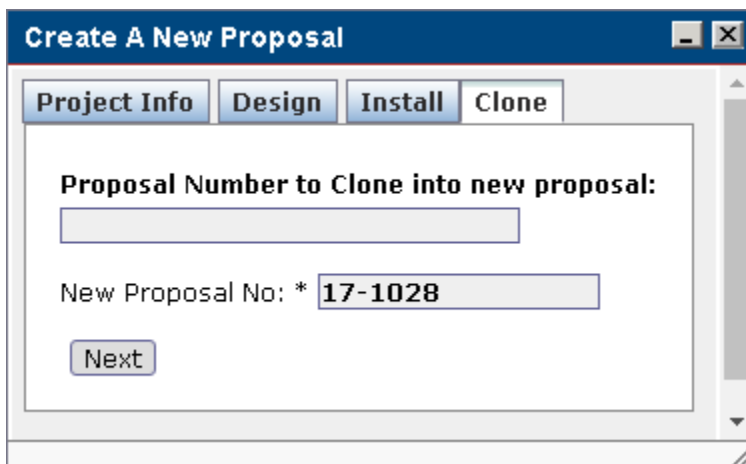 Create A New Proposal
Project Info Design Install Clone
Proposal Number to Clone into new proposal:
New Proposal No: * 17-1028
Next